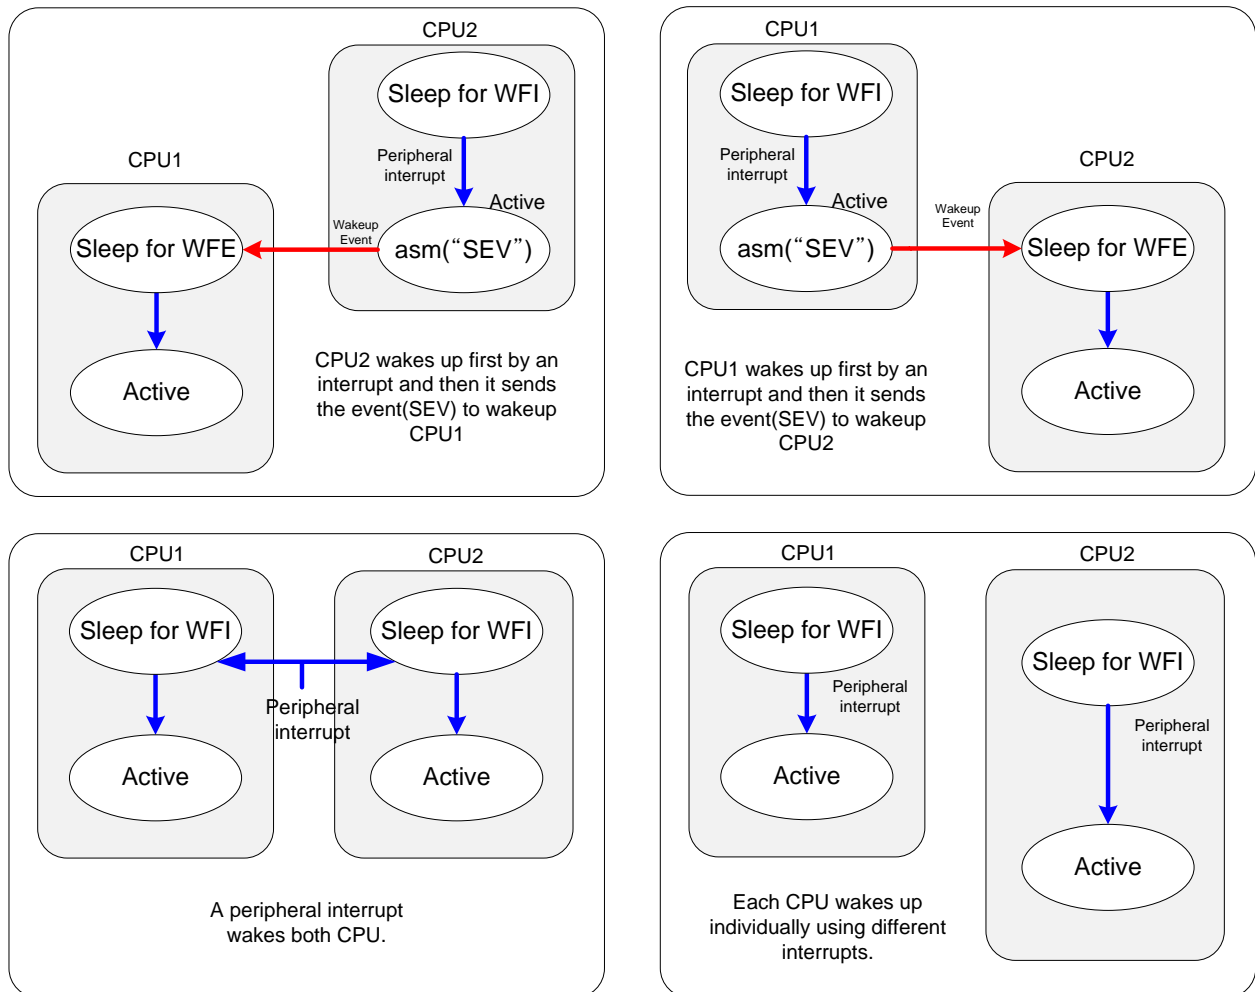 CPU2
Sleep for WFI
Peripheral
interrupt
CPU1
Active
Sleep for WFE
Wakeup
Event
asm(“SEV”)
Active
CPU2 wakes up first by an
interrupt and then it sends
the event(SEV) to wakeup
CPU1
CPU1
Sleep for WFI
Peripheral
interrupt
CPU2
Active
asm(“SEV”)
Wakeup
Event
Sleep for WFE
Active
CPU1 wakes up first by an
interrupt and then it sends
the event(SEV) to wakeup
CPU2
CPU1
CPU2
Sleep for WFI
Sleep for WFI
Peripheral
interrupt
Active
Active
A peripheral interrupt
wakes both CPU.
CPU1
CPU2
Sleep for WFI
Sleep for WFI
Peripheral
interrupt
Peripheral
interrupt
Active
Active
Each CPU wakes up
individually using different
interrupts.